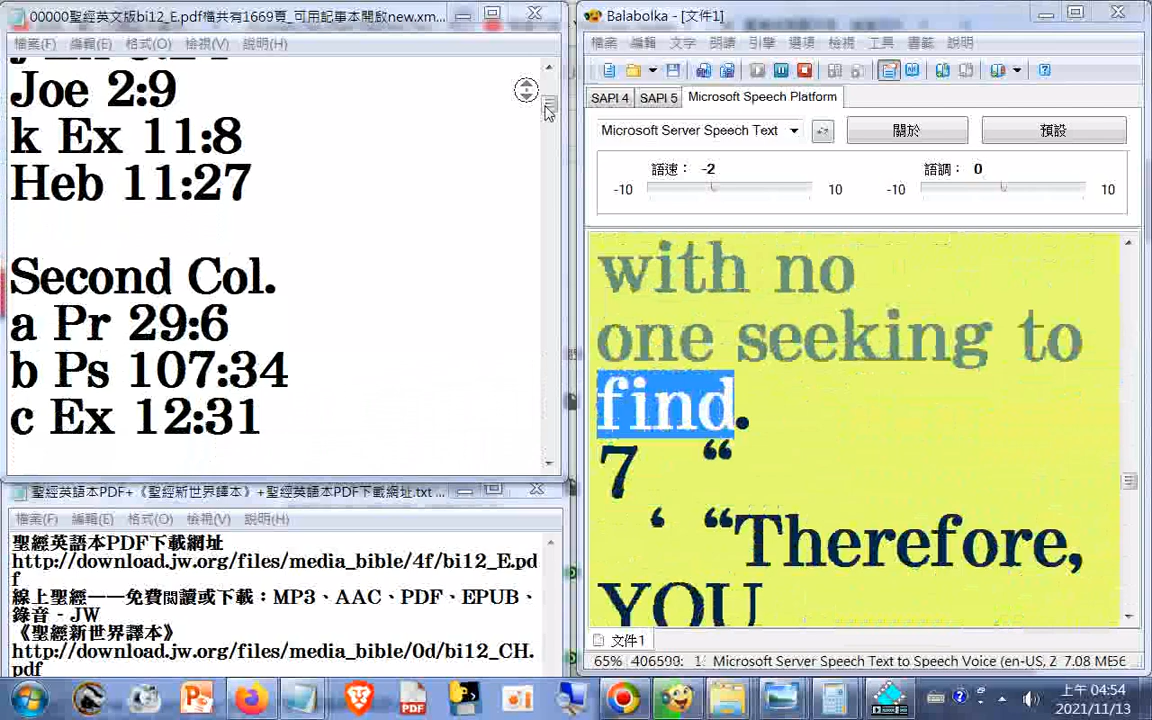 00000聖經英文版bi12_E.pdf檔共有1669頁_可用記事本開啟new.xm...
檔案(F) 編輯(E) 格式(O) 檢視(V) 說明(H)
Joe 2:9
k Ex 11:8
Heb 11:27
Second Col.
a Pr 29:6
b Ps 107:34
c Ex 12:31
聖經英語本PDF+《聖經新世界譯本》+聖經英語本PDF下載網址.txt ...
檔案(F) 編輯(E) 格式(O) 檢視(V) 說明(H)
聖經英語本PDF下載網址
http://download.jw.org/files/media_bible/4f/bi12_E.pd
f
線上聖經——免費閱讀或下載：MP3、AAC、PDF、EPUB、
錄音 - JW
《聖經新世界譯本》
http://download.jw.org/files/media_bible/0d/bi12_CH.
pdf
Balabolka - [文件1]
檔案 編輯 文字 朗讀 引擎 選項 檢視 工具 書籤 說明
SAPI 4 SAPI 5 Microsoft Speech Platform
Microsoft Server Speech Text 關於 預設
語速： -2 語調： 0
-10 10 -10 10
with no
one seeking to
find.
7 “
‘ “Therefore,
YOU
文件1
65% 406599: 1 Microsoft Server Speech Text to Speech Voice (en-US, Z 7.08 MB
上午 04:54
2021/11/13